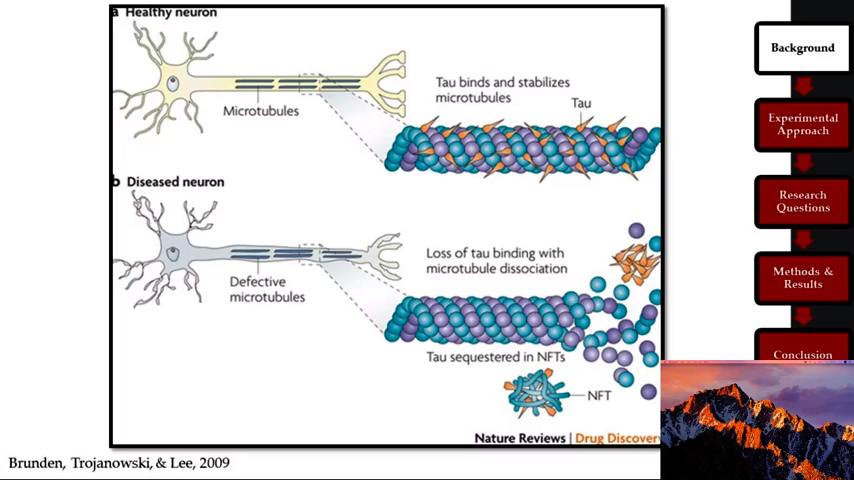 a Healthy neuron
Microtubules
Tau binds and stabilizes
microtubules
Tau
b Diseased neuron
Defective
microtubules
Loss of tau binding with
microtubule dissociation
Tau sequestered in NFTs
NFT
Nature Reviews | Drug Discovery
Brunden, Trojanowski, & Lee, 2009
Background
Experimental
Approach
Research
Questions
Methods &
Results
Conclusion